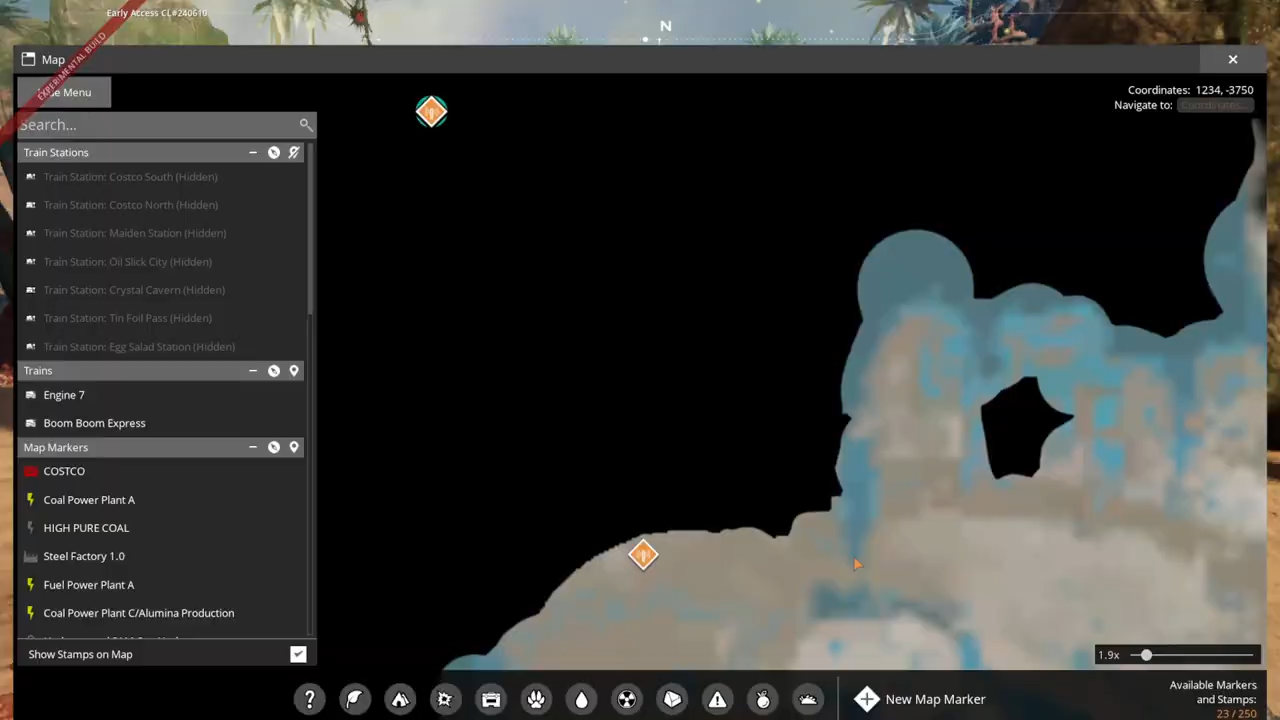 Early Access CL#240610
EXPERIMENTAL BUILD
N
Map
Menu
Coordinates: 1234, -3750
Navigate to: Coordinates...
Search...
Train Stations
Train Station: Costco South (Hidden)
Train Station: Costco North (Hidden)
Train Station: Maiden Station (Hidden)
Train Station: Oil Slick City (Hidden)
Train Station: Crystal Cavern (Hidden)
Train Station: Tin Foil Pass (Hidden)
Train Station: Egg Salad Station (Hidden)
Trains
Engine 7
Boom Boom Express
Map Markers
COSTCO
Coal Power Plant A
HIGH PURE COAL
Steel Factory 1.0
Fuel Power Plant A
Coal Power Plant C/Alumina Production
Show Stamps on Map
1.9x
New Map Marker
Available Markers
and Stamps:
23 / 250